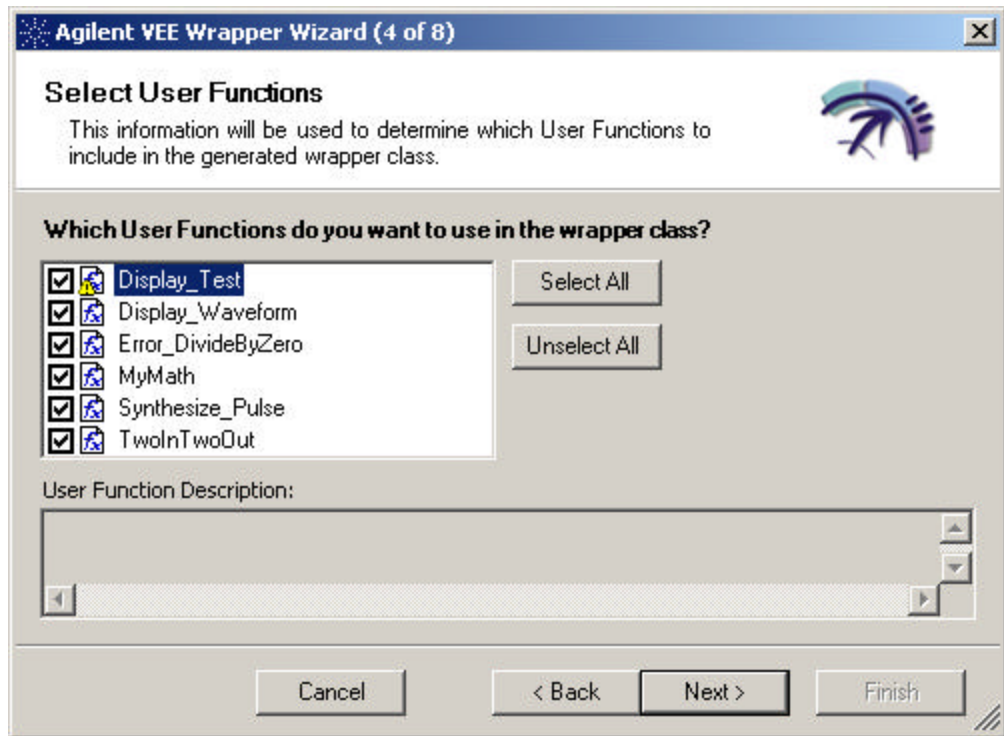 Agilent VEE Wrapper Wizard (4 of 8)
Select User Functions
This information will be used to determine which User Functions to
include in the generated wrapper class.
Which User Functions do you want to use in the wrapper class?
Display_Test
Display_Waveform
Error_DivideByZero
MyMath
Synthesize_Pulse
TwoInTwoOut
Select All
Unselect All
User Function Description:
Cancel
< Back
Next >
Finish